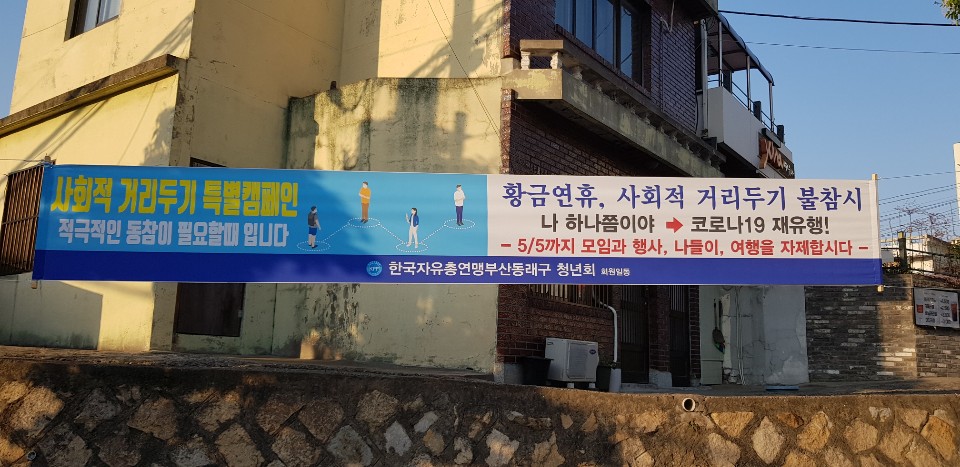 사회적 거리두기 특별캠페인
적극적인 동참이 필요할때 입니다
황금연휴, 사회적 거리두기 불참시
나 하나쯤이야 ➡ 코로나19 재유행!
- 5/5까지 모임과 행사, 나들이, 여행을 자제합시다 -
한국자유총연맹부산동래구 청년회 회원일동